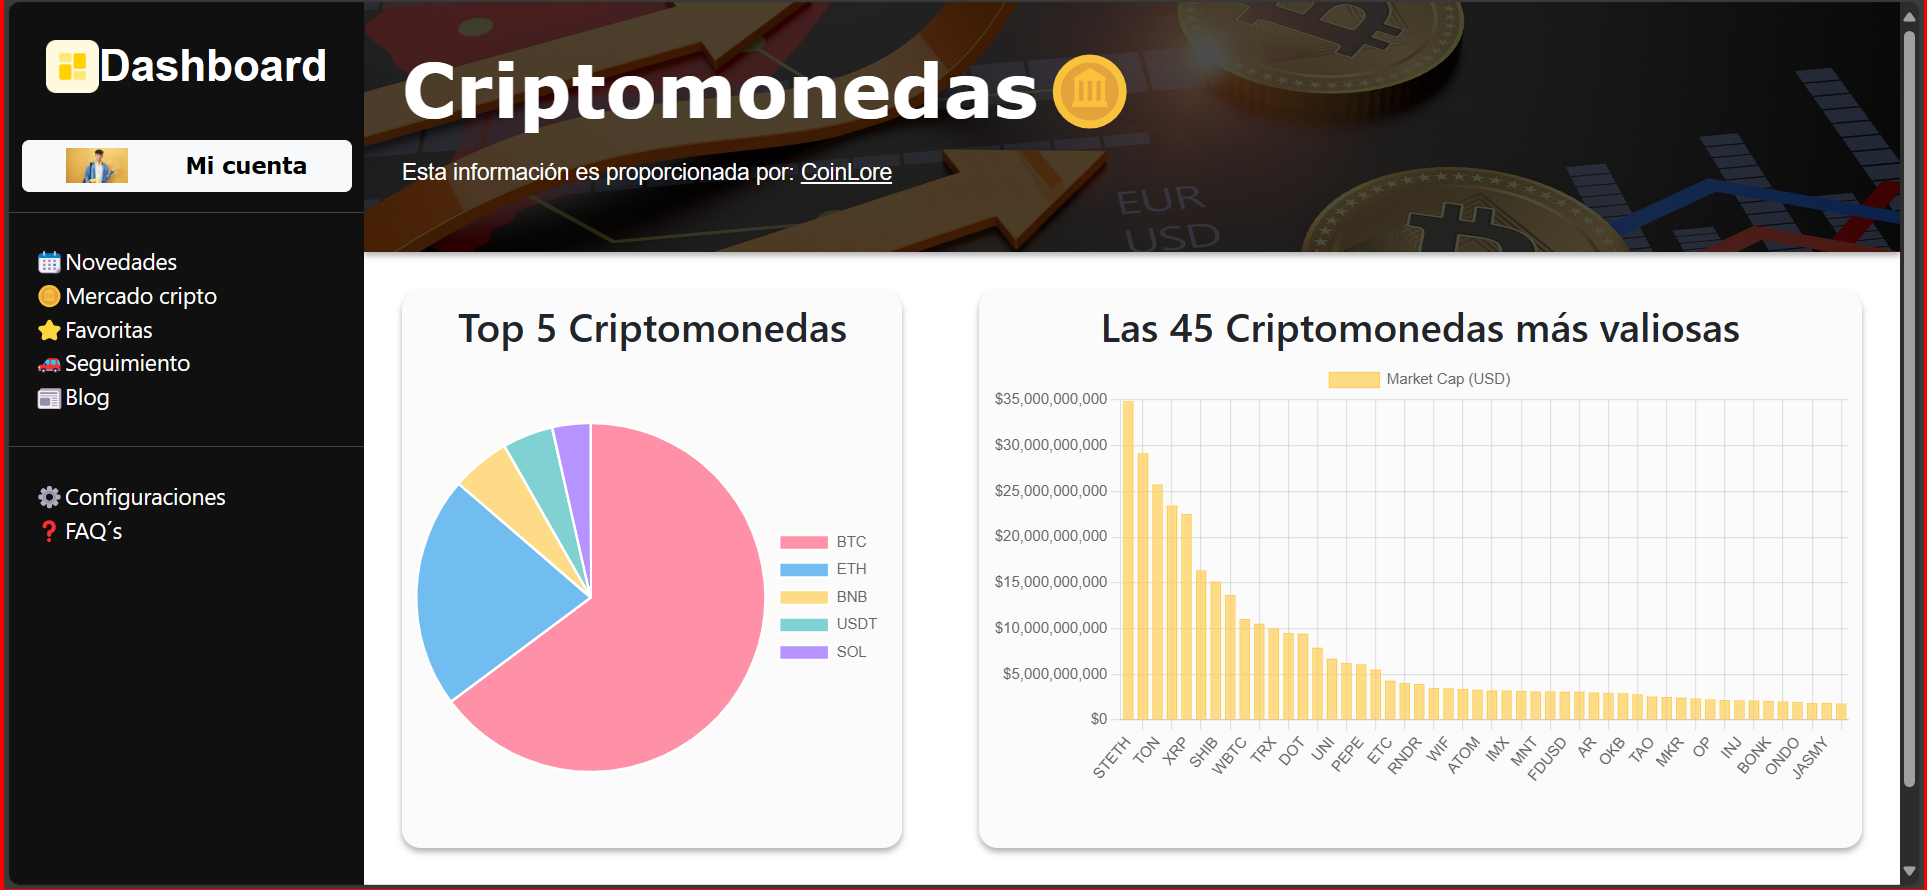 Dashboard
Mi cuenta
Novedades
Mercado cripto
Favoritas
Seguimiento
Blog
Configuraciones
FAQ´s
Criptomonedas
Esta información es proporcionada por: CoinLore
EUR
USD
Top 5 Criptomonedas
BTC
ETH
BNB
USDT
SOL
Las 45 Criptomonedas más valiosas
Market Cap (USD)
$35,000,000,000
$30,000,000,000
$25,000,000,000
$20,000,000,000
$15,000,000,000
$10,000,000,000
$5,000,000,000
$0
STETH TON XRP SHIB WBTC TRX DOT UNI PEPE ETC RNDR WIF ATOM IMX MNT FDUSD AR OKB TAO MKR OP INJ BONK ONDO JASMY